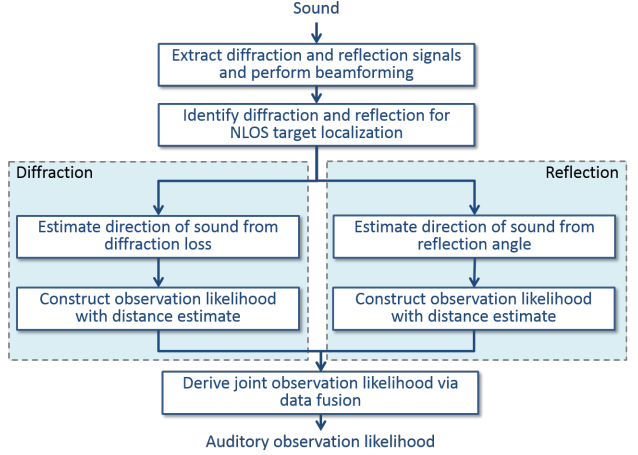 Sound
Extract diffraction and reflection signals
and perform beamforming
Identify diffraction and reflection for
NLOS target localization
Diffraction
Estimate direction of sound from
diffraction loss
Construct observation likelihood
with distance estimate
Reflection
Estimate direction of sound from
reflection angle
Construct observation likelihood
with distance estimate
Derive joint observation likelihood via
data fusion
Auditory observation likelihood